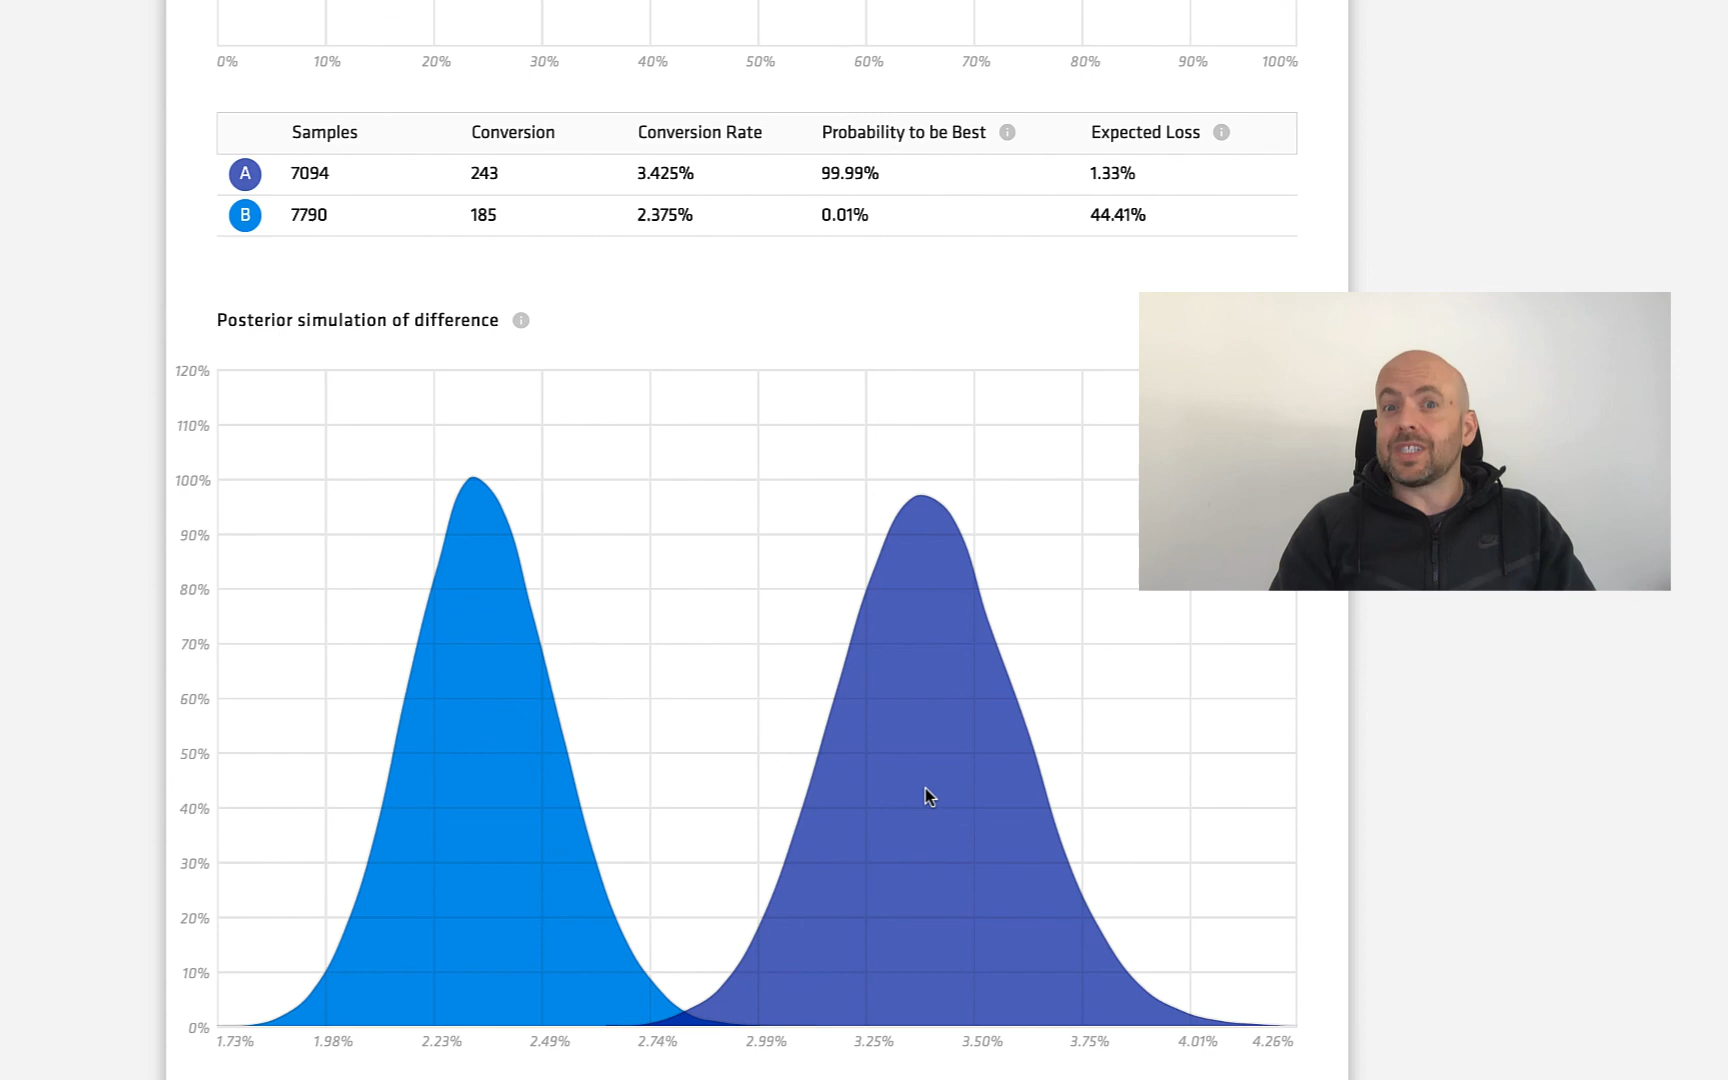 0% 10% 20% 30% 40% 50% 60% 70% 80% 90% 100%
Samples Conversion Conversion Rate Probability to be Best i Expected Loss i
A 7094 243 3.425% 99.99% 1.33%
B 7790 185 2.375% 0.01% 44.41%
Posterior simulation of difference i
120%
110%
100%
90%
80%
70%
60%
50%
40%
30%
20%
10%
0%
1.73% 1.98% 2.23% 2.49% 2.74% 2.99% 3.25% 3.50% 3.75% 4.01% 4.26%